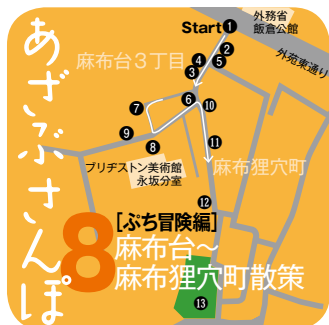 あざぶさんぽ
外務省
飯倉公館
外苑東通り
Start 1
2
麻布台3丁目
4
3
5
6
10
7
9
8
11
ブリヂストン美術館
永坂分室
麻布狸穴町
12
8
[ぷち冒険編]
麻布台〜
麻布狸穴町散策
13